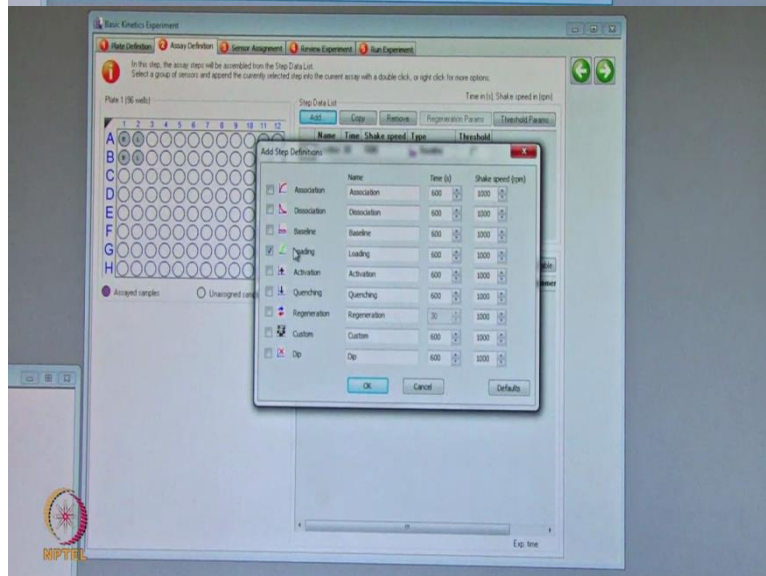 Basic Kinetics Experiment
1 Plate Definition 2 Assay Definition 3 Sensor Assignment 4 Review Experiment 5 Run Experiment
In this step, the assay steps will be assembled from the Step Data List.
Select a group of sensors and append the currently selected step into the current assay with a double click, or right click for more options.
Plate 1 (96 wells)
Time in (s), Shake speed in (rpm)
Step Data List
Add... Copy Remove Regeneration Params Threshold Params
Name Time Shake speed Type Threshold
1 2 3 4 5 6 7 8 9 10 11 12
A
B
C
D
E
F
G
H
Assayed samples Unassigned
Add Step Definitions
Name Time (s) Shake speed (rpm)
Association Association 600 1000
Dissociation Dissociation 600 1000
Baseline Baseline 600 1000
Loading Loading 600 1000
Activation Activation 600 1000
Quenching Quenching 600 1000
Regeneration Regeneration 30 1000
Custom Custom 600 1000
Dip Dip 600 1000
OK Cancel Defaults
Exp. time
NPTEL